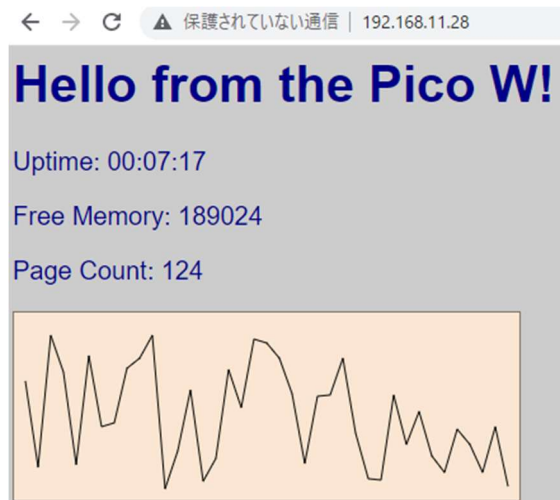 保護されていない通信 | 192.168.11.28
Hello from the Pico W!
Uptime: 00:07:17
Free Memory: 189024
Page Count: 124